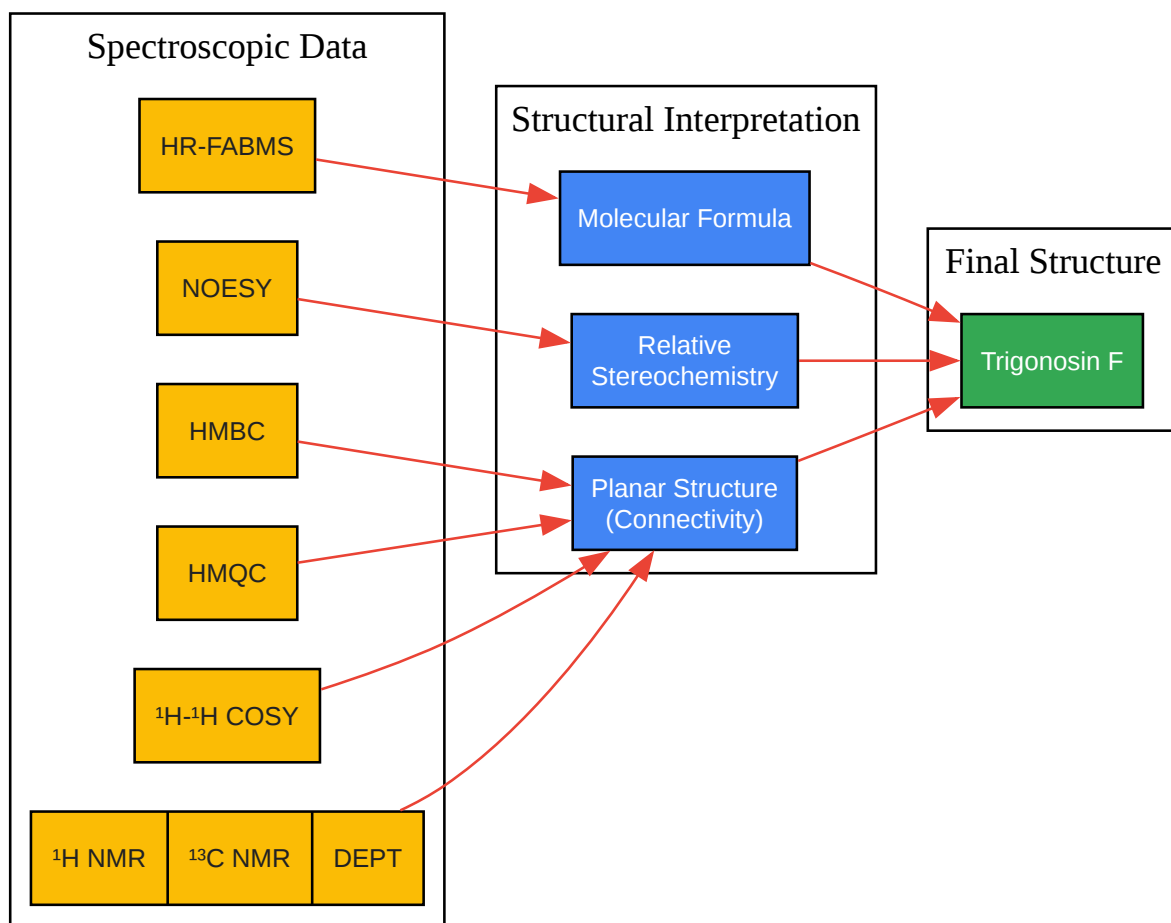 Spectroscopic Data
HR-FABMS
NOESY
HMBC
HMQC
¹H-¹H COSY
¹H NMR
¹³C NMR
DEPT
Structural Interpretation
Molecular Formula
Relative
Stereochemistry
Planar Structure
(Connectivity)
Final Structure
Trigonosin F